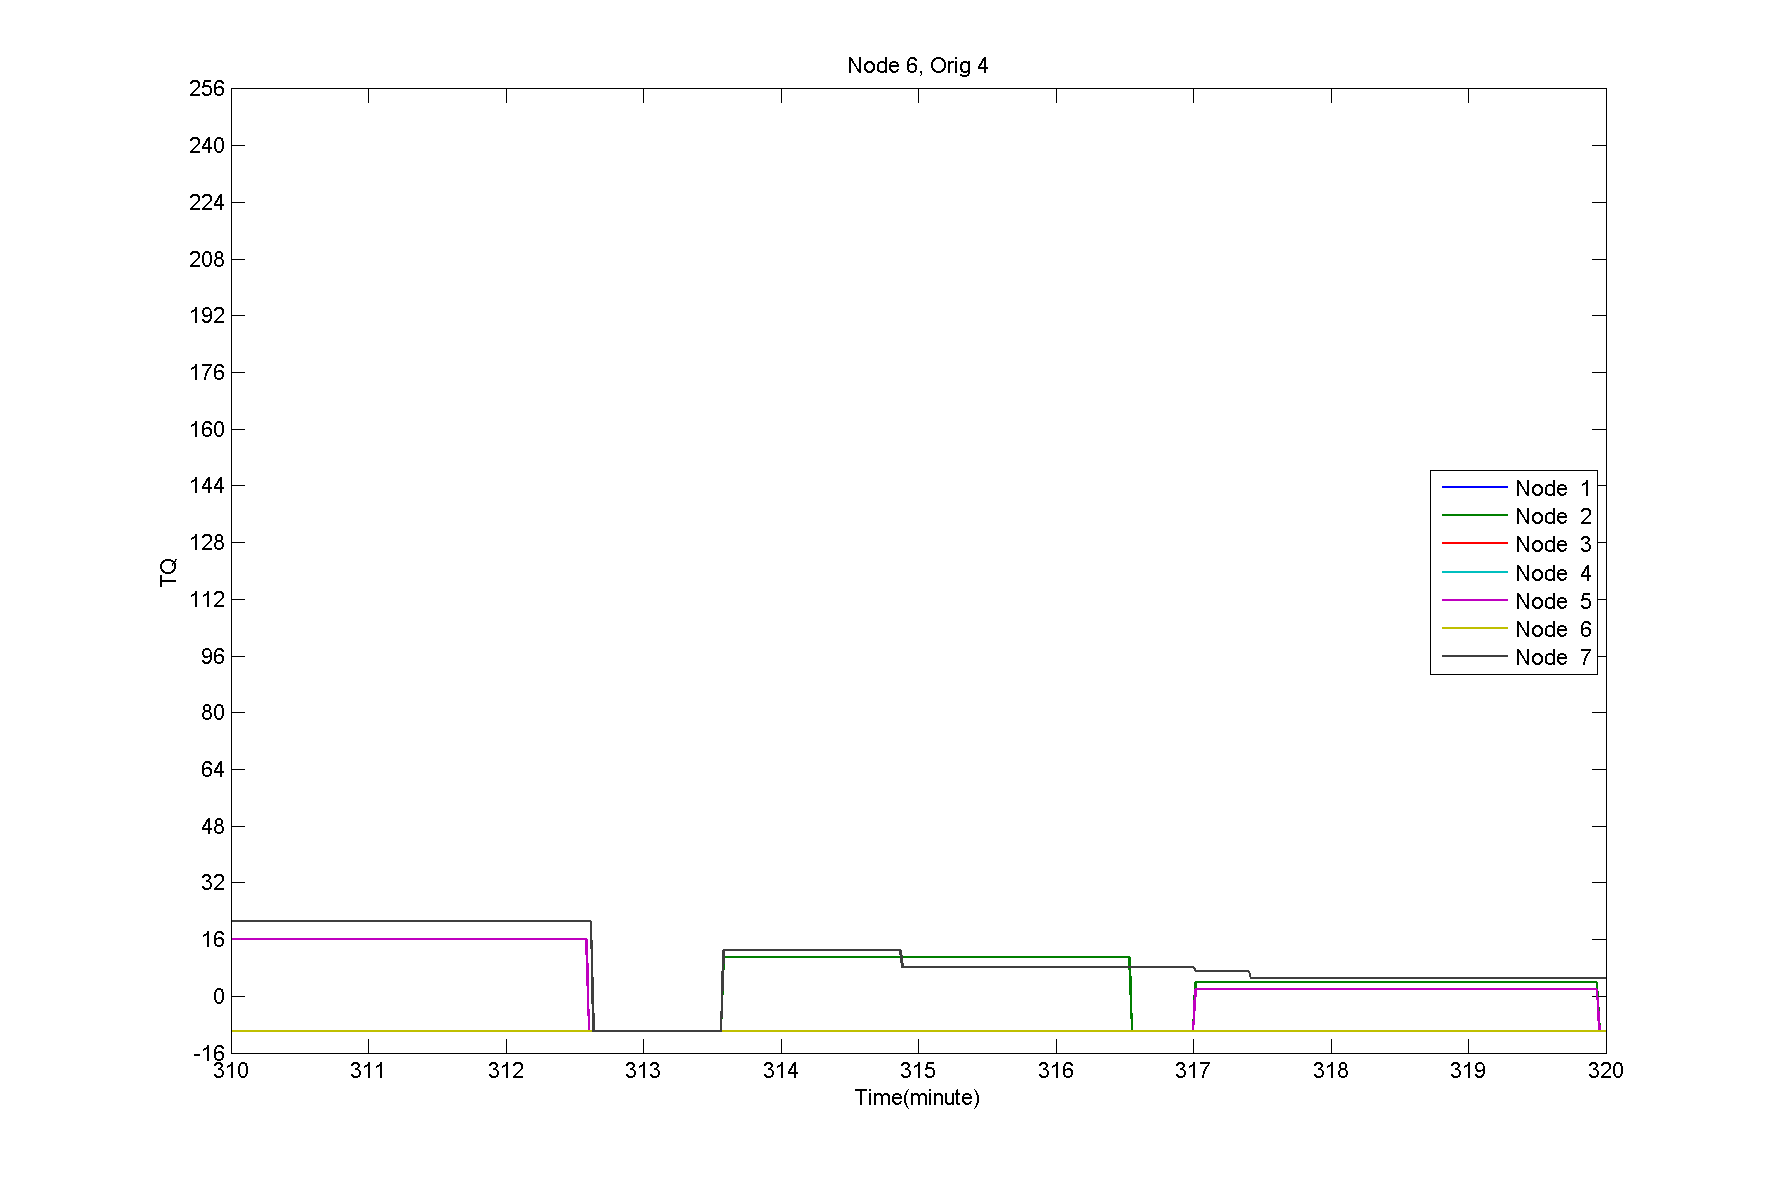 Node 6, Orig 4
256
240
224
208
192
176
160
144
128
112
96
80
64
48
32
16
0
-16
TQ
Node 1
Node 2
Node 3
Node 4
Node 5
Node 6
Node 7
310 311 312 313 314 315 316 317 318 319 320
Time(minute)